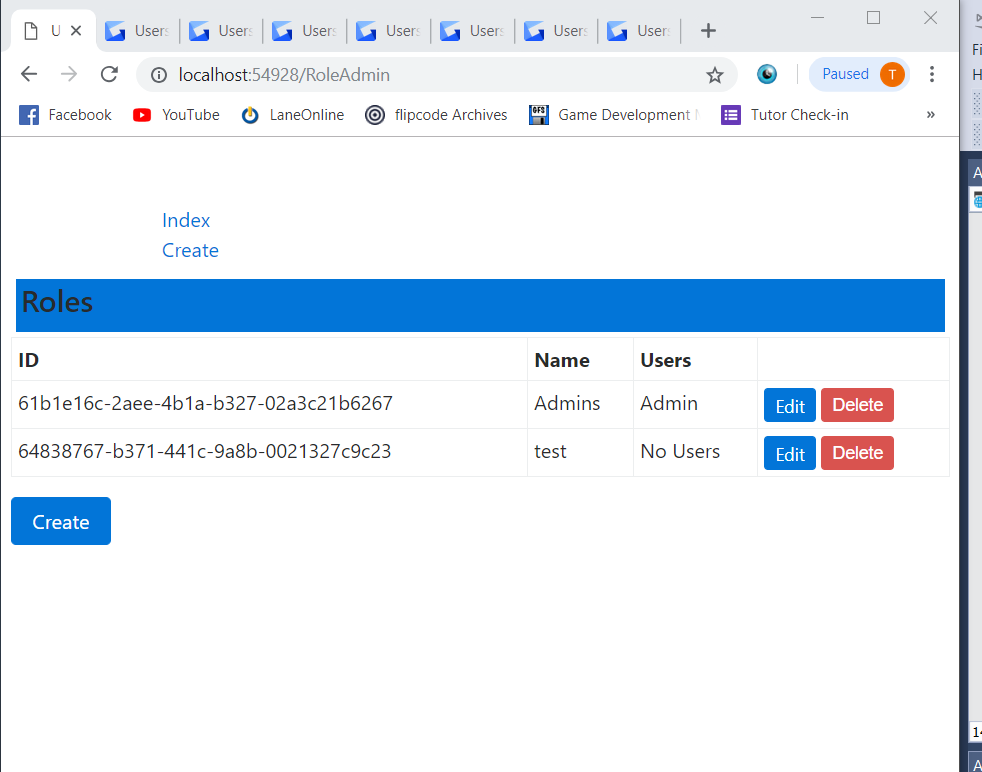 U Users Users Users Users Users Users Users
localhost:54928/RoleAdmin Paused T
Facebook YouTube LaneOnline flipcode Archives GFS Game Development Tutor Check-in »
Index
Create
Roles
ID Name Users
61b1e16c-2aee-4b1a-b327-02a3c21b6267 Admins Admin Edit Delete
64838767-b371-441c-9a8b-0021327c9c23 test No Users Edit Delete
Create